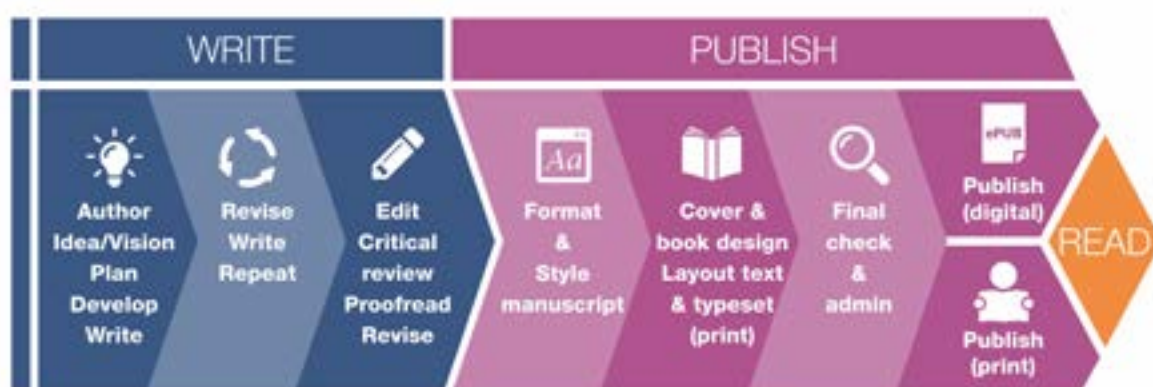 WRITE
PUBLISH
Author
Idea/Vision
Plan
Develop
Write
Revise
Write
Repeat
Edit
Critical
review
Proofread
Revise
Aa
Format
&
Style
manuscript
Cover &
book design
Layout text
& typeset
(print)
Final
check
&
admin
ePUB
Publish
(digital)
Publish
(print)
READ